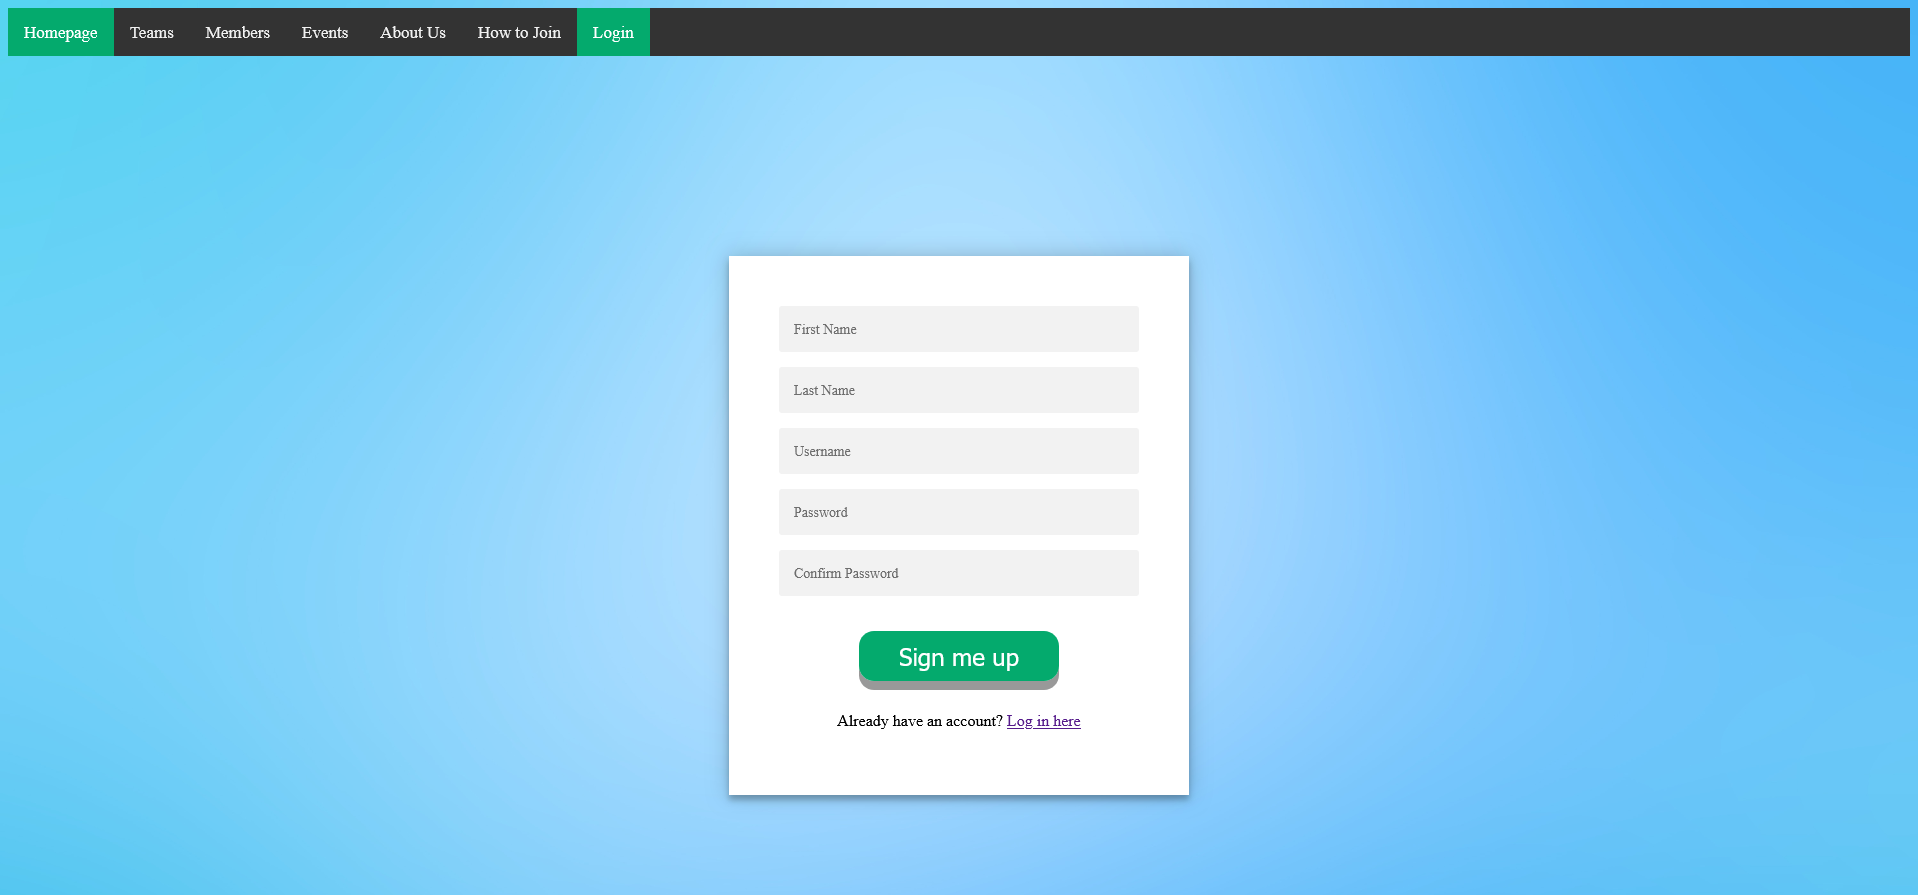 Homepage Teams Members Events About Us How to Join Login
First Name
Last Name
Username
Password
Confirm Password
Sign me up
Already have an account? Log in here